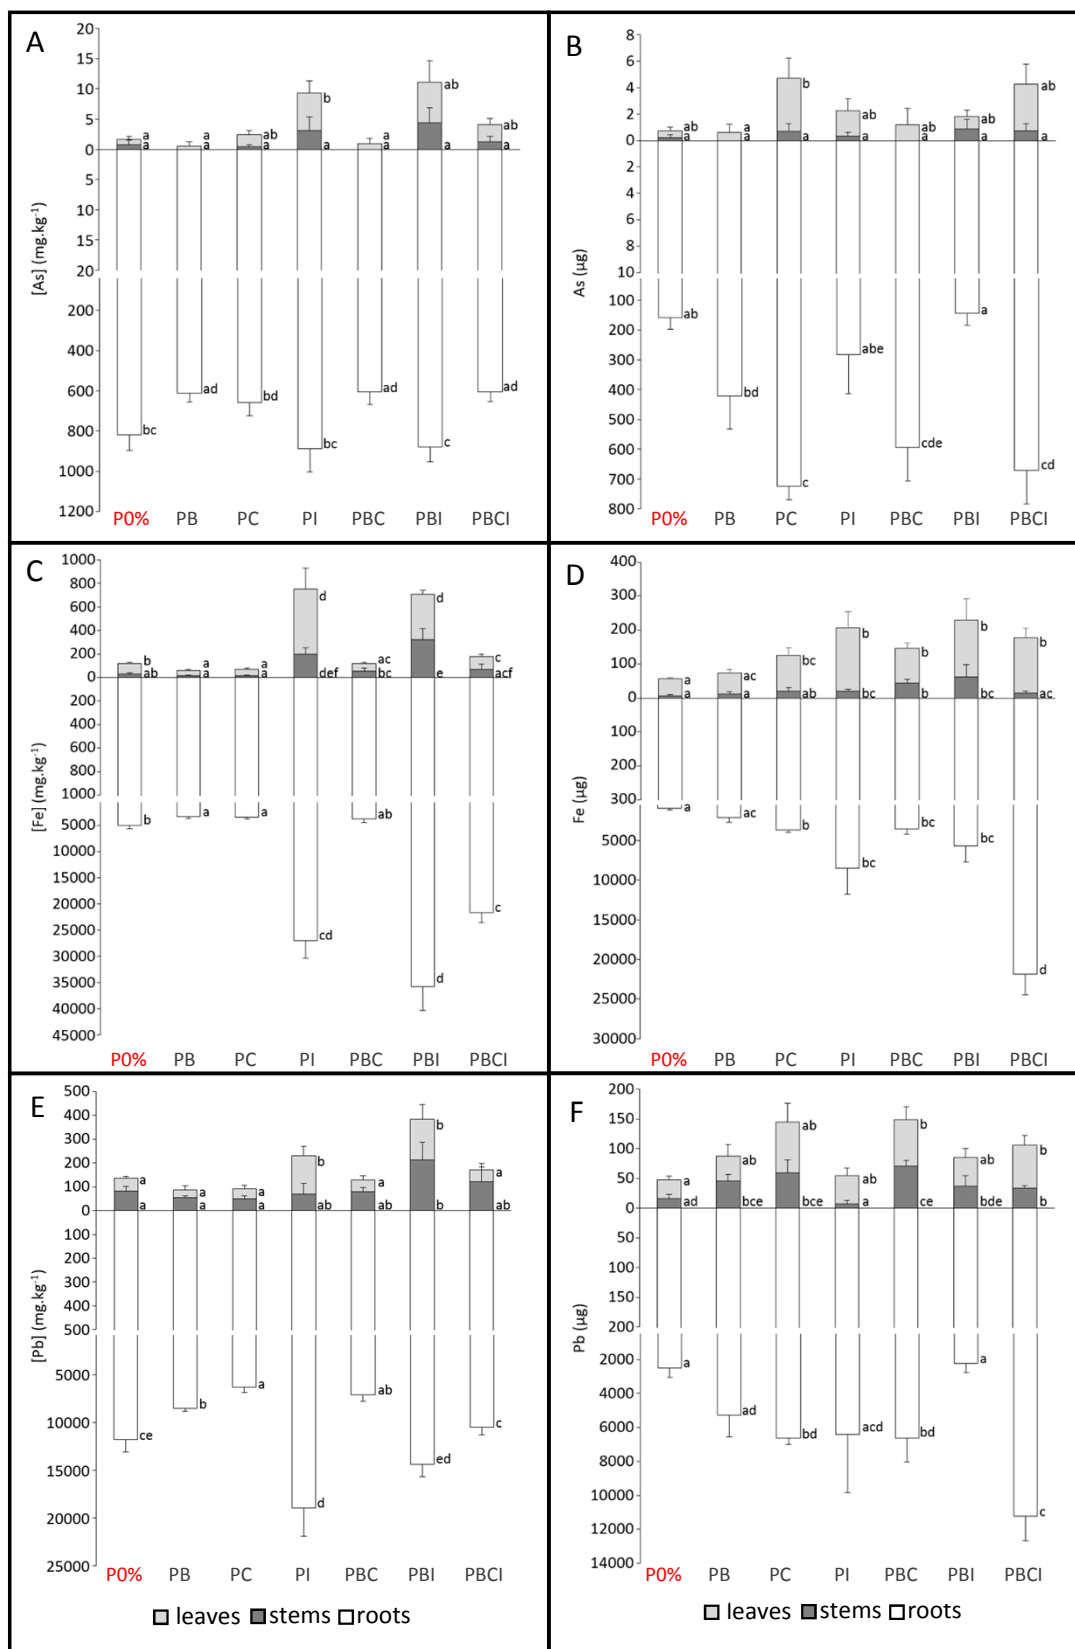 A
20
15
10
5
0
5
10
15
20
200
400
600
800
1000
1200
[As] (mg.kg-1)
a a ab b a ab ab
a a a a a a a
bc ad bd bc ad c ad
P0% PB PC PI PBC PBI PBCI
B
8
6
4
2
0
2
4
6
8
10
100
200
300
400
500
600
700
800
As (µg)
ab a b ab ab ab ab
a a a a a a a
ab bd c abe cde a cd
P0% PB PC PI PBC PBI PBCI
C
1000
800
600
400
200
0
200
400
600
800
1000
5000
10000
15000
20000
25000
30000
35000
40000
45000
[Fe] (mg.kg-1)
b a a d ac d c
ab a a def bc e acf
b a a cd ab d c
P0% PB PC PI PBC PBI PBCI
D
400
300
200
100
0
100
200
300
5000
10000
15000
20000
25000
30000
Fe (µg)
a ac bc b b b b
a a ab bc b bc ac
a ac b bc bc bc d
P0% PB PC PI PBC PBI PBCI
E
500
400
300
200
100
0
100
200
300
400
500
5000
10000
15000
20000
25000
[Pb] (mg.kg-1)
a a a b a b a
a a a ab ab b ab
ce b a d ab ed c
P0% PB PC PI PBC PBI PBCI
leaves stems roots
F
200
150
100
50
0
50
100
150
200
2000
4000
6000
8000
10000
12000
14000
Pb (µg)
a ab ab ab b ab b
ad bce bce a ce bde b
a ad bd acd bd a c
P0% PB PC PI PBC PBI PBCI
leaves stems roots